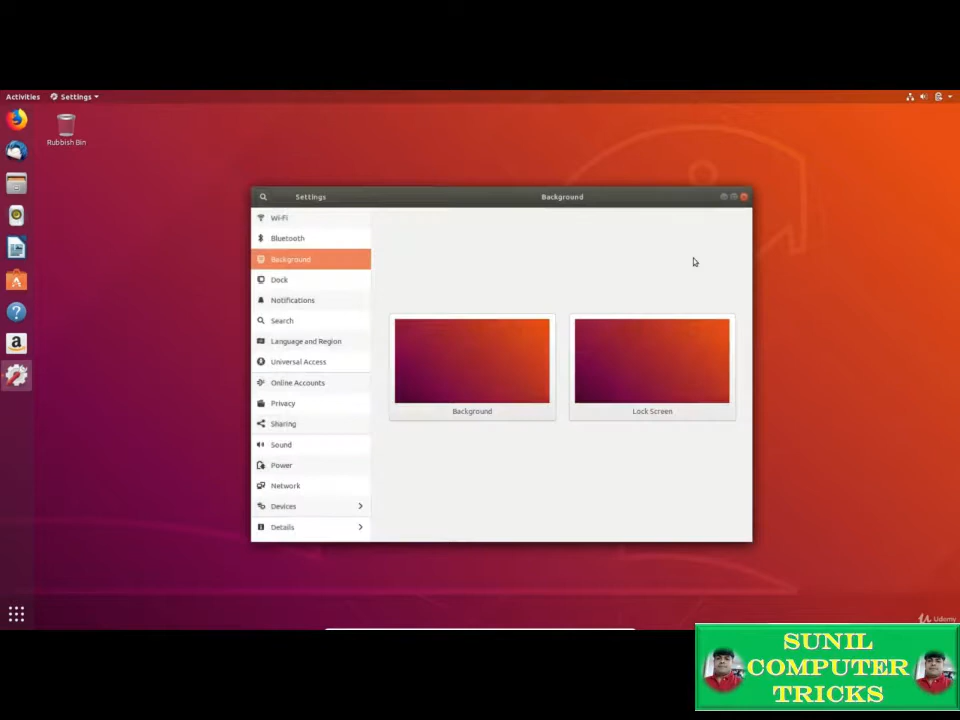 Activities
Settings
Rubbish Bin
Settings
Background
Wi-Fi
Bluetooth
Background
Dock
Notifications
Search
Language and Region
Universal Access
Online Accounts
Privacy
Sharing
Sound
Power
Network
Devices
Details
Background
Lock Screen
Udemy
SUNIL
COMPUTER
TRICKS